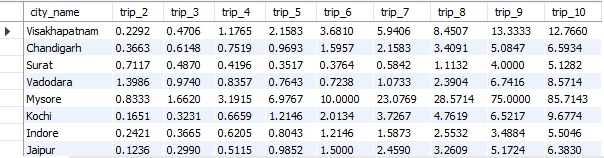 city_name trip_2 trip_3 trip_4 trip_5 trip_6 trip_7 trip_8 trip_9 trip_10
Visakhapatnam 0.2292 0.4706 1.1765 2.1583 3.6810 5.9406 8.4507 13.3333 12.7660
Chandigarh 0.3663 0.6148 0.7519 0.9693 1.5957 2.1583 3.4091 5.0847 6.5934
Surat 0.7117 0.4870 0.4196 0.3517 0.3764 0.5842 1.1132 4.0000 5.1282
Vadodara 1.3986 0.9740 0.8357 0.7643 0.7238 1.0733 2.3904 6.7416 8.5714
Mysore 0.8333 1.6620 3.1915 6.9767 10.0000 23.0769 28.5714 75.0000 85.7143
Kochi 0.1651 0.3231 0.6659 1.2146 2.0134 3.7267 4.7619 6.5217 9.6774
Indore 0.2421 0.3665 0.6205 0.8043 1.2146 1.5873 2.5532 3.4884 5.5046
Jaipur 0.1236 0.2990 0.5115 0.9852 1.5000 2.4590 3.2609 5.1724 6.3830